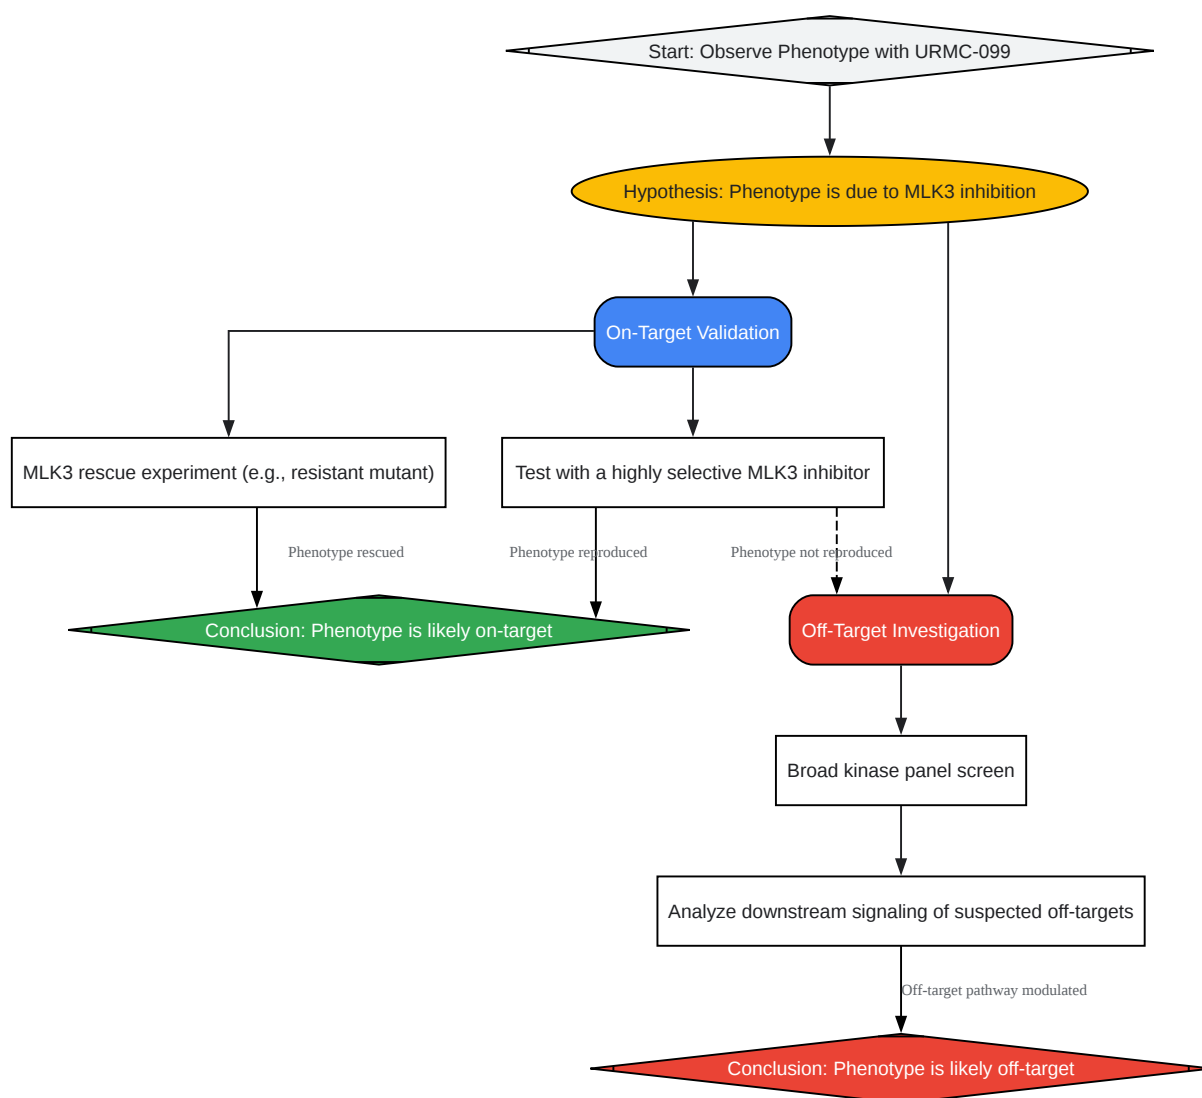 Start: Observe Phenotype with URMC-099
Hypothesis: Phenotype is due to MLK3 inhibition
On-Target Validation
MLK3 rescue experiment (e.g., resistant mutant)
Test with a highly selective MLK3 inhibitor
Phenotype rescued
Phenotype reproduced
Phenotype not reproduced
Conclusion: Phenotype is likely on-target
Off-Target Investigation
Broad kinase panel screen
Analyze downstream signaling of suspected off-targets
Off-target pathway modulated
Conclusion: Phenotype is likely off-target